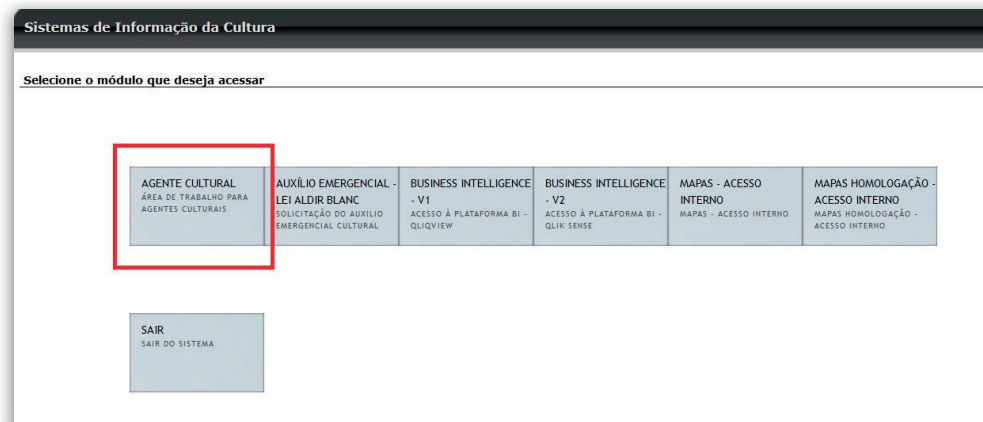 Sistemas de Informação da Cultura
Selecione o módulo que deseja acessar
AGENTE CULTURAL
ÁREA DE TRABALHO PARA
AGENTES CULTURAIS
AUXÍLIO EMERGENCIAL -
LEI ALDIR BLANC
SOLICITAÇÃO DO AUXILIO
EMERGENCIAL CULTURAL
BUSINESS INTELLIGENCE
- V1
ACESSO À PLATAFORMA BI -
QLIQVIEW
BUSINESS INTELLIGENCE
- V2
ACESSO À PLATAFORMA BI -
QLIK SENSE
MAPAS - ACESSO
INTERNO
MAPAS - ACESSO INTERNO
MAPAS HOMOLOGAÇÃO -
ACESSO INTERNO
MAPAS HOMOLOGAÇÃO -
ACESSO INTERNO
SAIR
SAIR DO SISTEMA